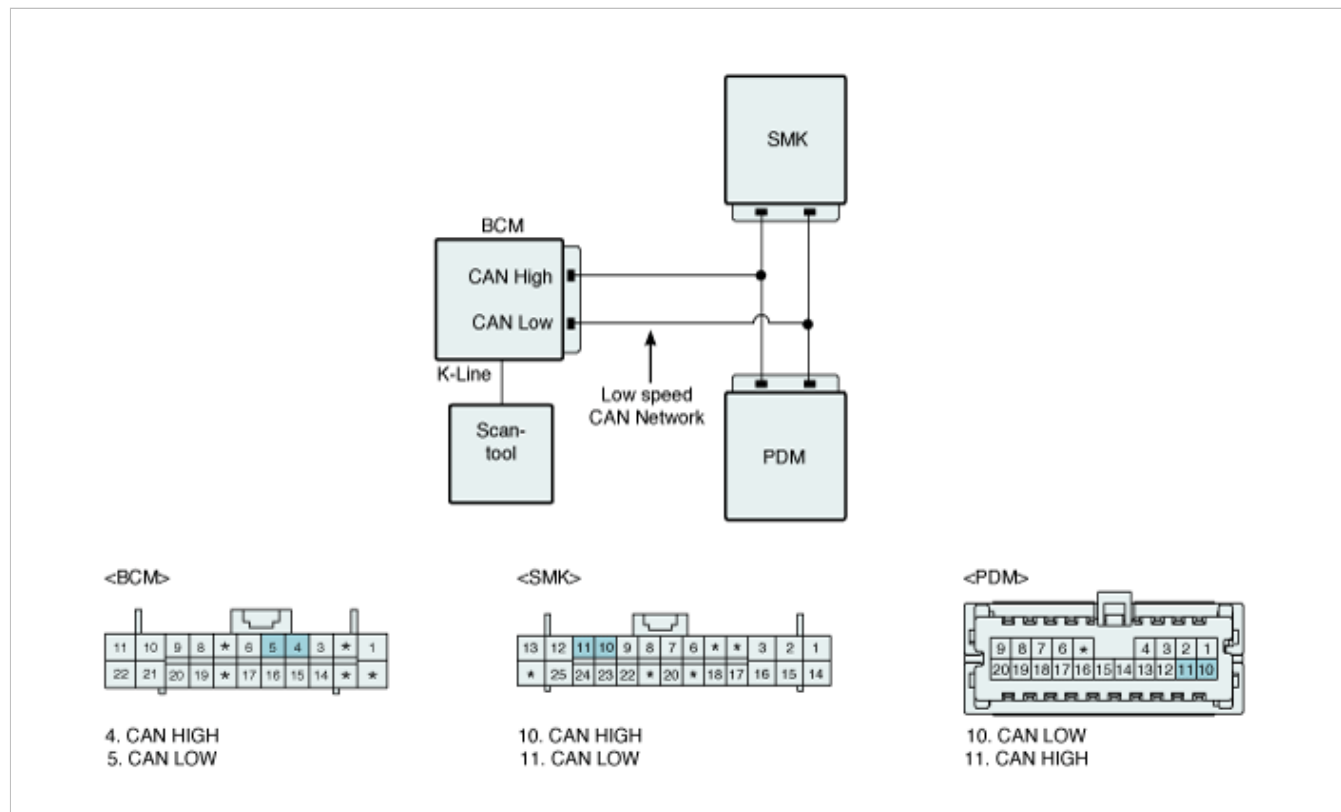 SMK
BCM
CAN High
CAN Low
K-Line
Low speed
CAN Network
Scan-
tool
PDM
<BCM>
11 10 9 8 * 6 5 4 3 * 1
22 21 20 19 * 17 16 15 14 * *
4. CAN HIGH
5. CAN LOW
<SMK>
13 12 11 10 9 8 7 6 * * 3 2 1
* 25 24 23 22 * 20 * 18 17 16 15 14
10. CAN HIGH
11. CAN LOW
<PDM>
9 8 7 6 * 4 3 2 1
20 19 18 17 16 15 14 13 12 11 10
10. CAN LOW
11. CAN HIGH